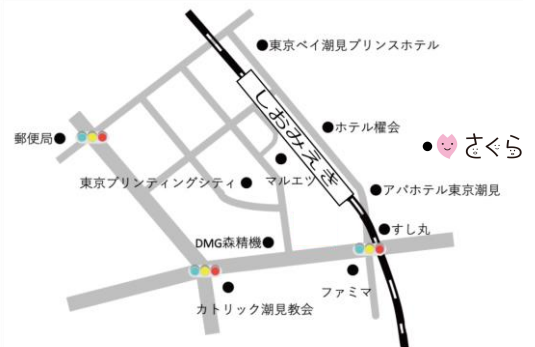 東京ベイ潮見プリンスホテル
しおみえき
ホテル櫂会
郵便局
さくら
マルエツ
東京プリンティングシティ
アパホテル東京潮見
すし丸
DMG森精機
ファミマ
カトリック潮見教会